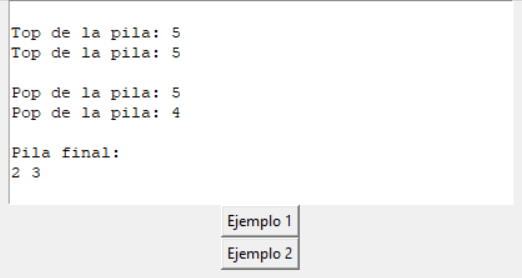 Top de la pila: 5
Top de la pila: 5
Pop de la pila: 5
Pop de la pila: 4
Pila final:
2 3
Ejemplo 1
Ejemplo 2